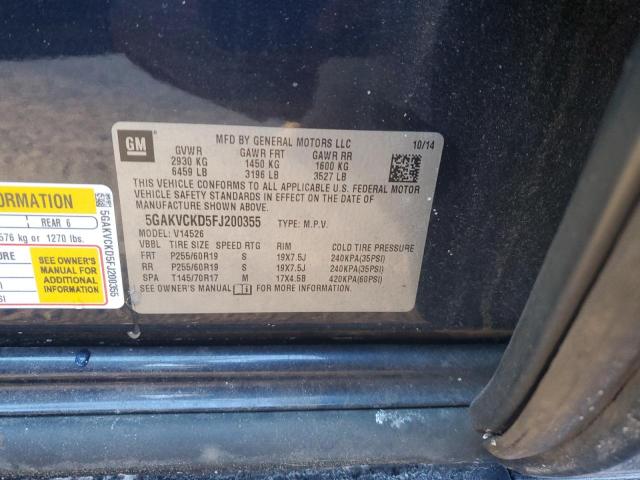 GM
MFD BY GENERAL MOTORS LLC
10/14
GVWR GAWR FRT GAWR RR
2930 KG 1450 KG 1600 KG
6459 LB 3196 LB 3527 LB
THIS VEHICLE CONFORMS TO ALL APPLICABLE U.S. FEDERAL MOTOR
VEHICLE SAFETY STANDARDS IN EFFECT ON THE DATE OF
MANUFACTURE SHOWN ABOVE.
5GAKVCKD5FJ200355 TYPE: M.P.V.
MODEL: V14526
VBBL TIRE SIZE SPEED RTG RIM COLD TIRE PRESSURE
FRT P255/60R19 S 19X7.5J 240KPA(35PSI)
RR P255/60R19 S 19X7.5J 240KPA(35PSI)
SPA T145/70R17 M 17X4.5B 420KPA(60PSI)
SEE OWNER'S MANUAL FOR MORE INFORMATION.
FORMATION
REAR 6
576 kg or 1270 lbs.
SEE OWNER'S
MANUAL FOR
ADDITIONAL
INFORMATION
5GAKVCKD5FJ200355